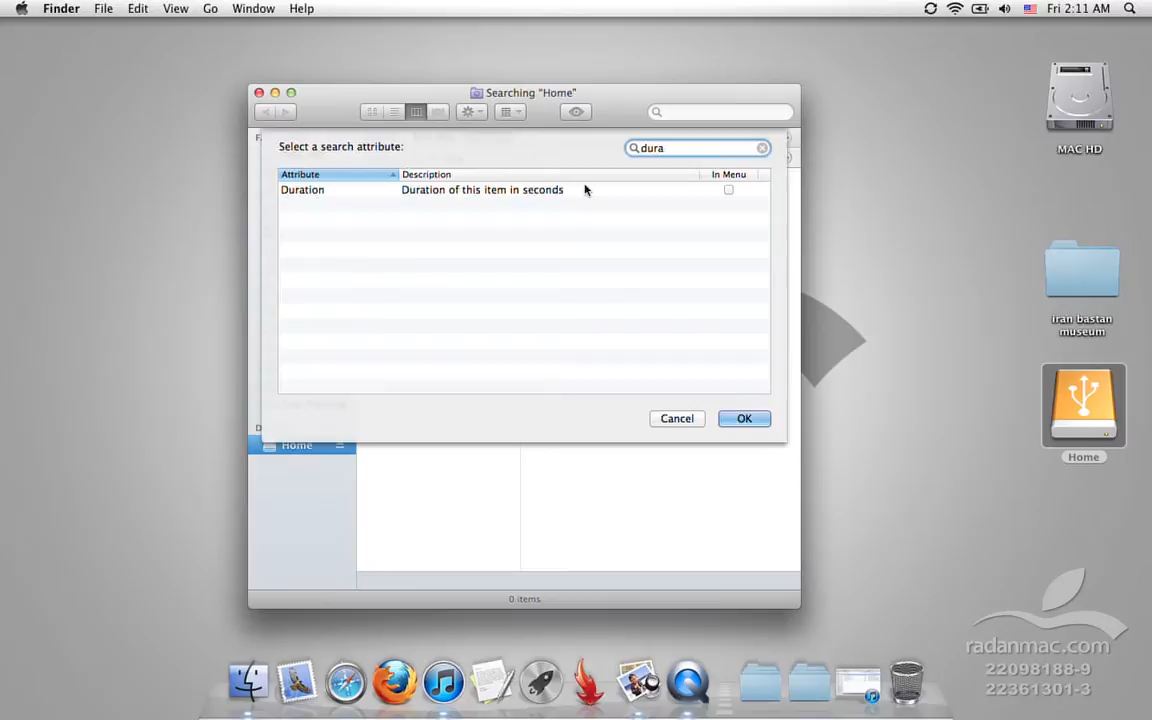 Finder File Edit View Go Window Help Fri 2:11 AM
Searching "Home"
Select a search attribute: dura
Attribute Description In Menu
Duration Duration of this item in seconds
Cancel OK
Home
0 items
MAC HD
iran bastan
museum
Home
radanmac.com
22098188-9
22361301-3